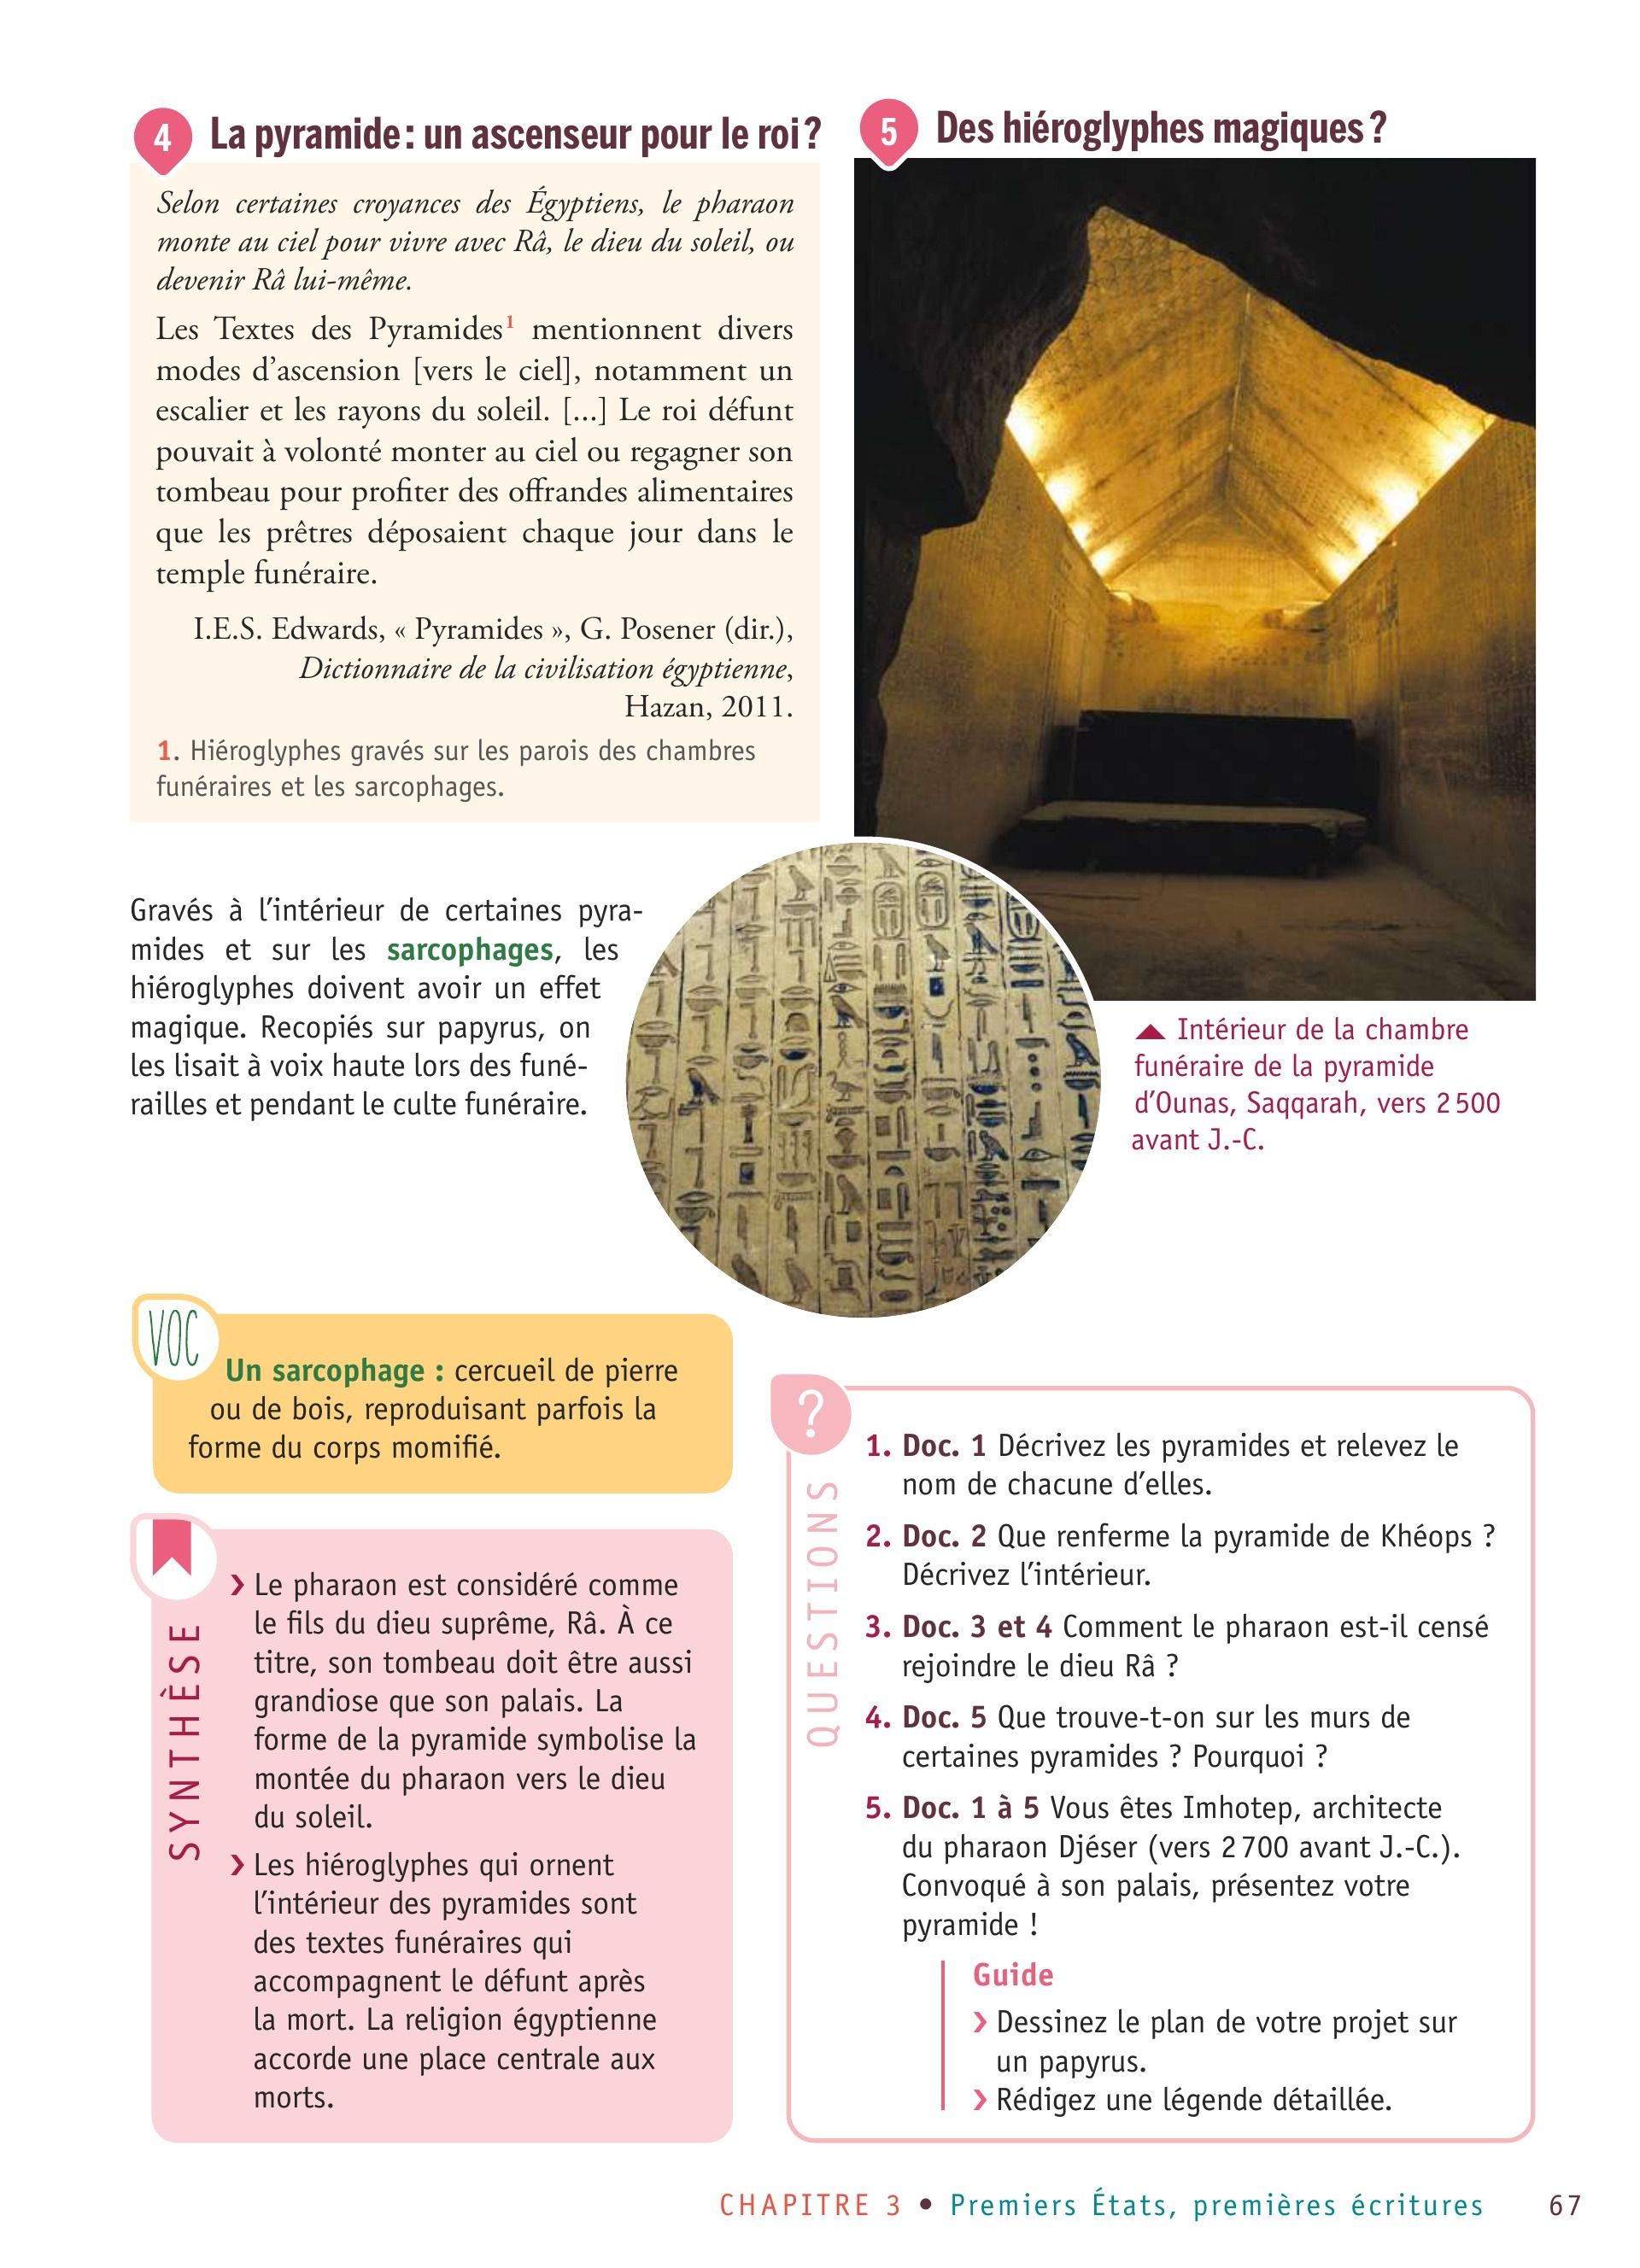 4 La pyramide : un ascenseur pour le roi ?
Selon certaines croyances des Égyptiens, le pharaon
monte au ciel pour vivre avec Râ, le dieu du soleil, ou
devenir Râ lui-même.
Les Textes des Pyramides1 mentionnent divers
modes d’ascension [vers le ciel], notamment un
escalier et les rayons du soleil. [...] Le roi défunt
pouvait à volonté monter au ciel ou regagner son
tombeau pour profiter des offrandes alimentaires
que les prêtres déposaient chaque jour dans le
temple funéraire.
I.E.S. Edwards, « Pyramides », G. Posener (dir.),
Dictionnaire de la civilisation égyptienne,
Hazan, 2011.
1. Hiéroglyphes gravés sur les parois des chambres
funéraires et les sarcophages.
5 Des hiéroglyphes magiques ?
Gravés à l’intérieur de certaines pyra-
mides et sur les sarcophages, les
hiéroglyphes doivent avoir un effet
magique. Recopiés sur papyrus, on
les lisait à voix haute lors des funé-
railles et pendant le culte funéraire.
Intérieur de la chambre
funéraire de la pyramide
d’Ounas, Saqqarah, vers 2 500
avant J.-C.
VOC
Un sarcophage : cercueil de pierre
ou de bois, reproduisant parfois la
forme du corps momifié.
SYNTHÈSE
› Le pharaon est considéré comme
le fils du dieu suprême, Râ. À ce
titre, son tombeau doit être aussi
grandiose que son palais. La
forme de la pyramide symbolise la
montée du pharaon vers le dieu
du soleil.
› Les hiéroglyphes qui ornent
l’intérieur des pyramides sont
des textes funéraires qui
accompagnent le défunt après
la mort. La religion égyptienne
accorde une place centrale aux
morts.
?
QUESTIONS
1. Doc. 1 Décrivez les pyramides et relevez le
nom de chacune d’elles.
2. Doc. 2 Que renferme la pyramide de Khéops ?
Décrivez l’intérieur.
3. Doc. 3 et 4 Comment le pharaon est-il censé
rejoindre le dieu Râ ?
4. Doc. 5 Que trouve-t-on sur les murs de
certaines pyramides ? Pourquoi ?
5. Doc. 1 à 5 Vous êtes Imhotep, architecte
du pharaon Djéser (vers 2 700 avant J.-C.).
Convoqué à son palais, présentez votre
pyramide !
Guide
› Dessinez le plan de votre projet sur
un papyrus.
› Rédigez une légende détaillée.
CHAPITRE 3 • Premiers États, premières écritures 67